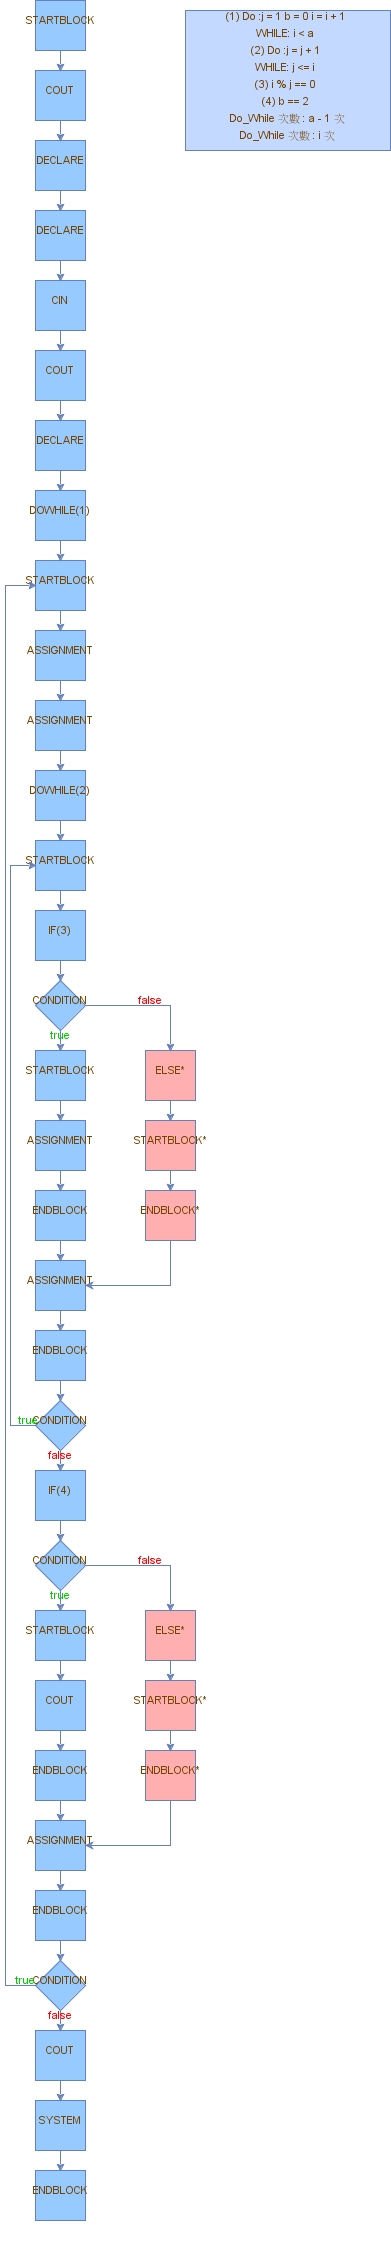 STARTBLOCK
(1) Do :j = 1 b = 0 i = i + 1
WHILE: i < a
(2) Do :j = j + 1
WHILE: j <= i
(3) i % j == 0
(4) b == 2
Do_While 次數 : a - 1 次
Do_While 次數 : i 次
COUT
DECLARE
DECLARE
CIN
COUT
DECLARE
DOWHILE(1)
STARTBLOCK
ASSIGNMENT
ASSIGNMENT
DOWHILE(2)
STARTBLOCK
IF(3)
CONDITION
false
true
STARTBLOCK
ELSE*
ASSIGNMENT
STARTBLOCK*
ENDBLOCK
ENDBLOCK*
ASSIGNMENT
ENDBLOCK
true
CONDITION
false
IF(4)
CONDITION
false
true
STARTBLOCK
ELSE*
COUT
STARTBLOCK*
ENDBLOCK
ENDBLOCK*
ASSIGNMENT
ENDBLOCK
true
CONDITION
false
COUT
SYSTEM
ENDBLOCK